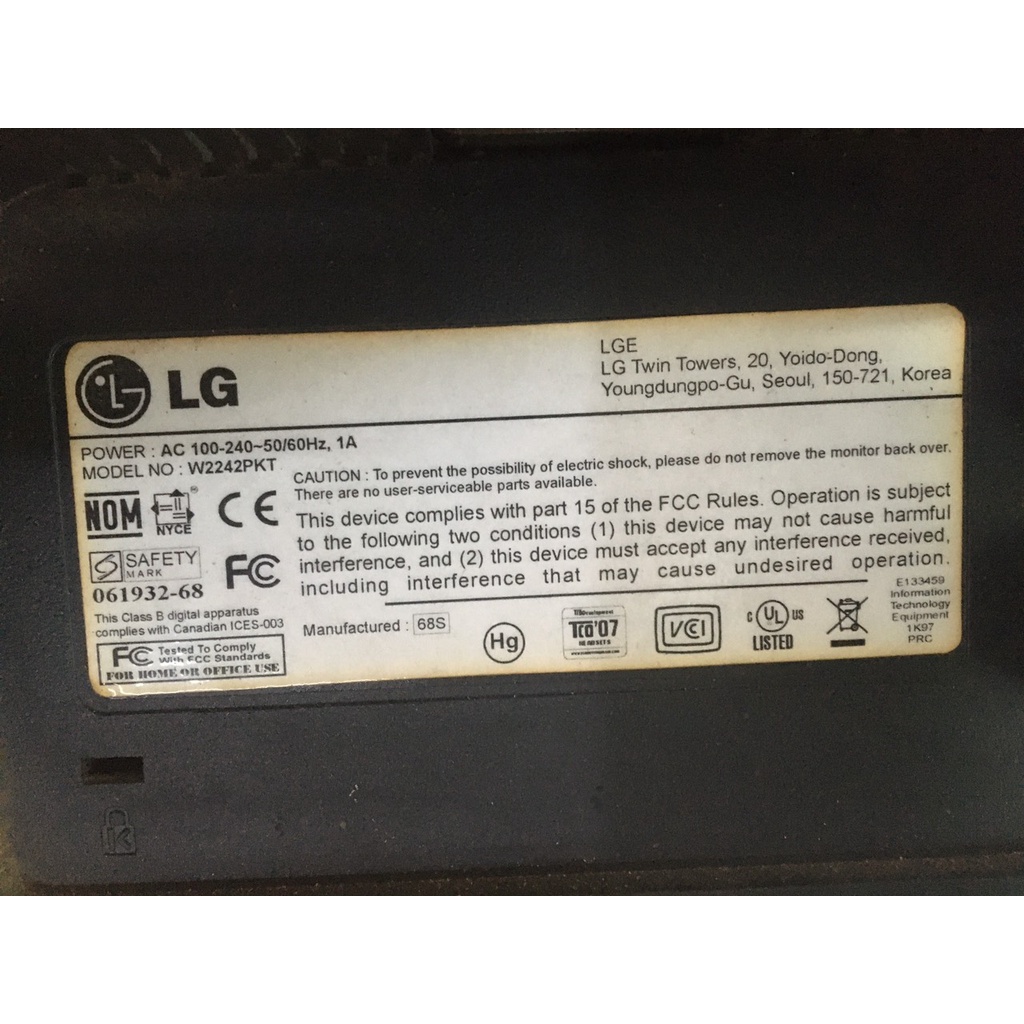 LG
LGE
LG Twin Towers, 20, Yoido-Dong,
Youngdungpo-Gu, Seoul, 150-721, Korea
POWER : AC 100-240~50/60Hz, 1A
MODEL NO : W2242PKT
CAUTION : To prevent the possibility of electric shock, please do not remove the monitor back over.
There are no user-serviceable parts available.
NOM
NYCE
CE
This device complies with part 15 of the FCC Rules. Operation is subject
to the following two conditions (1) this device may not cause harmful
interference, and (2) this device must accept any interference received,
including interference that may cause undesired operation.
SAFETY
MARK
061932-68
FC
This Class B digital apparatus
complies with Canadian ICES-003
FC Tested To Comply
With FCC Standards
FOR HOME OR OFFICE USE
Manufactured : 68S
Hg
TCO'07
VCCI
c UL US
LISTED
E133459
Information
Technology
Equipment
1K97
PRC
K